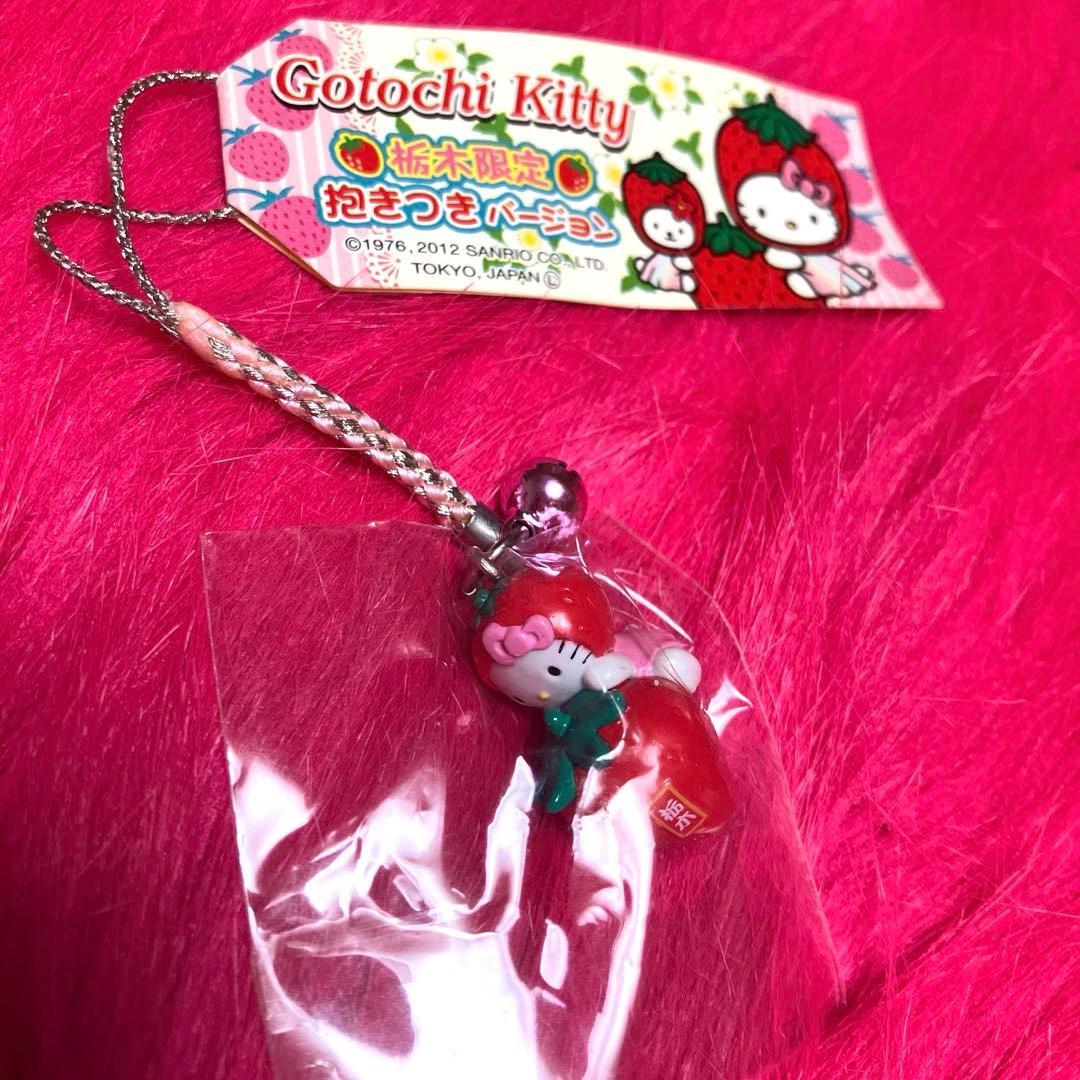 Gotochi Kitty
栃木限定
抱きつきバージョン
©1976, 2012 SANRIO CO., LTD.
TOKYO, JAPAN Ⓛ
栃木